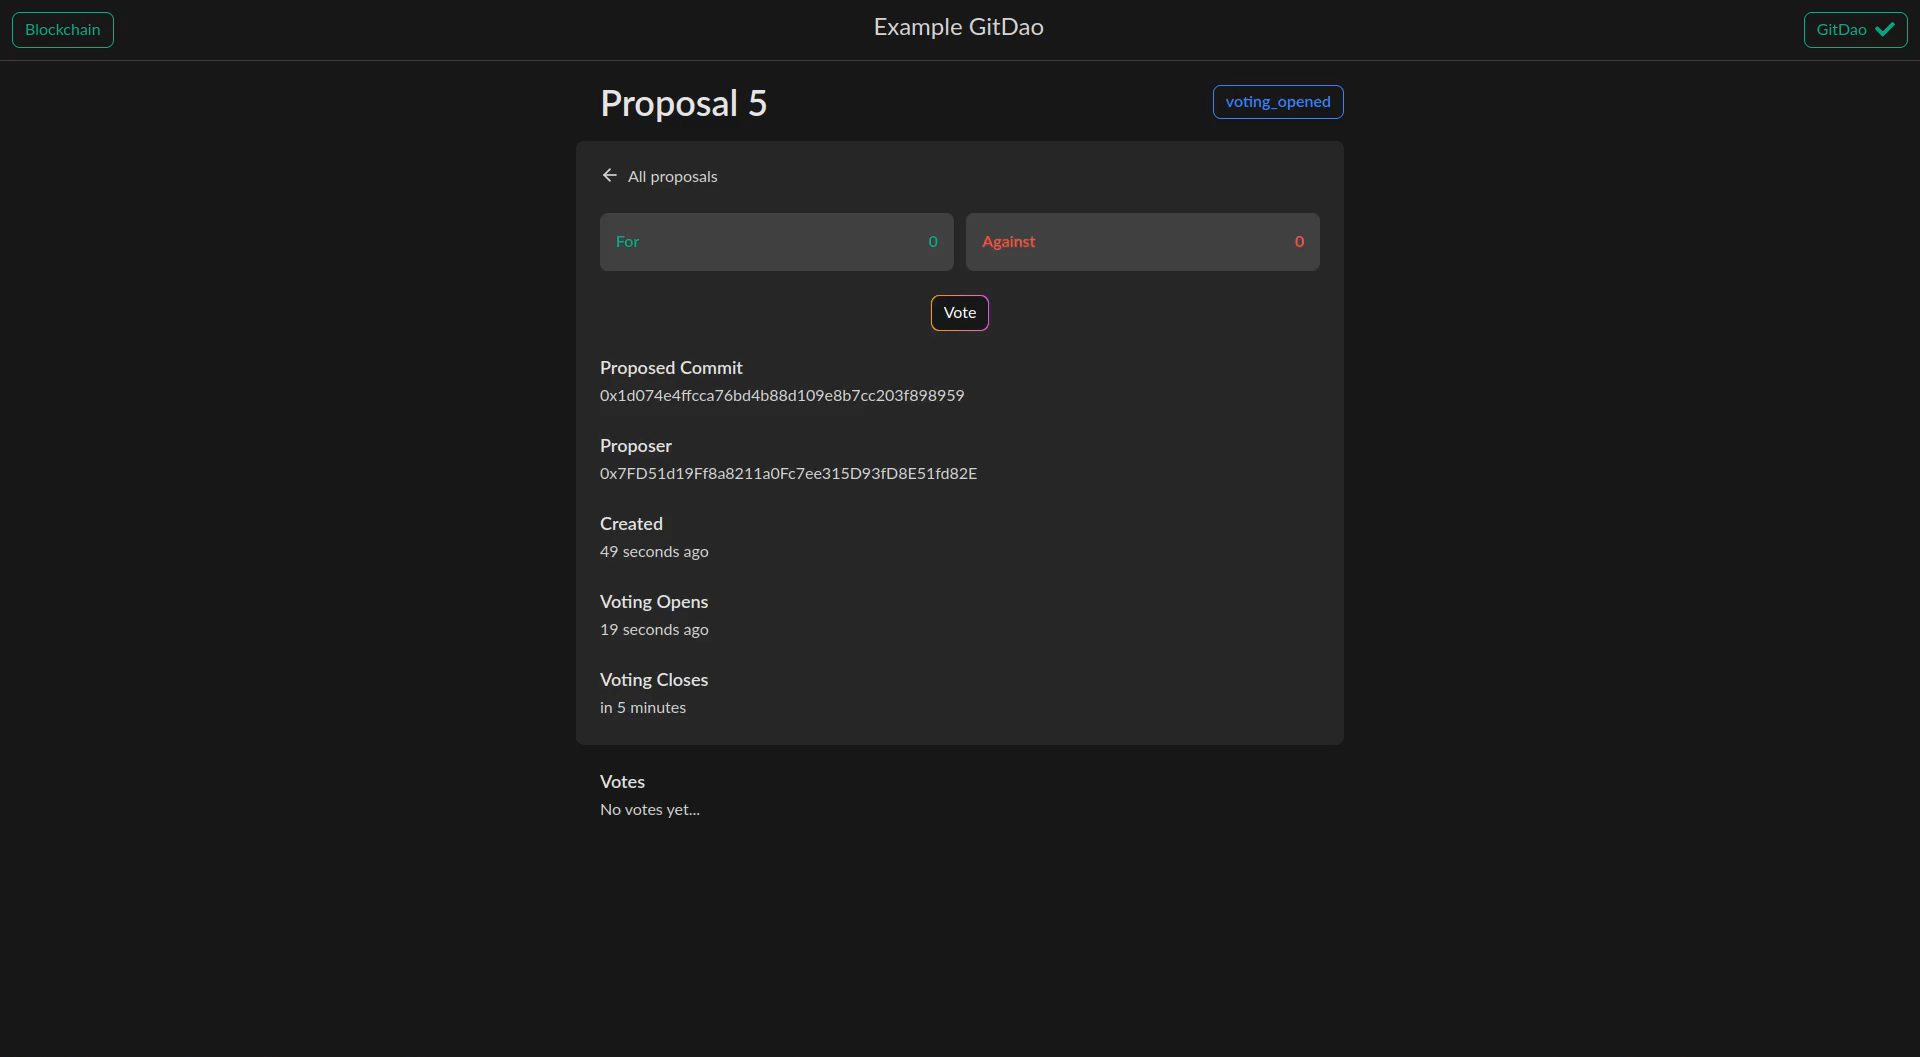 Blockchain
Example GitDao
GitDao
Proposal 5
voting_opened
All proposals
For 0
Against 0
Vote
Proposed Commit
0x1d074e4ffcca76bd4b88d109e8b7cc203f898959
Proposer
0x7FD51d19Ff8a8211a0Fc7ee315D93fD8E51fd82E
Created
49 seconds ago
Voting Opens
19 seconds ago
Voting Closes
in 5 minutes
Votes
No votes yet...